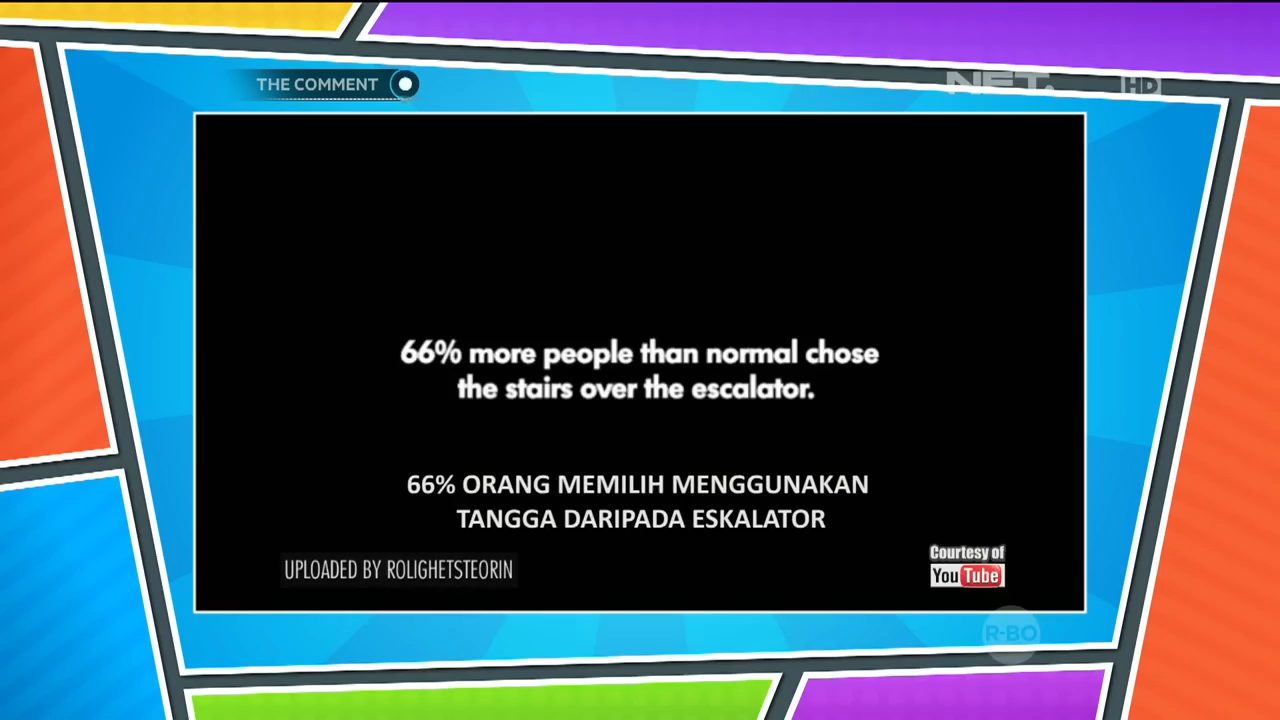 THE COMMENT
NET.
HD
66% more people than normal chose
the stairs over the escalator.
66% ORANG MEMILIH MENGGUNAKAN
TANGGA DARIPADA ESKALATOR
UPLOADED BY ROLIGHETSTEORIN
Courtesy of
YouTube
R-BO